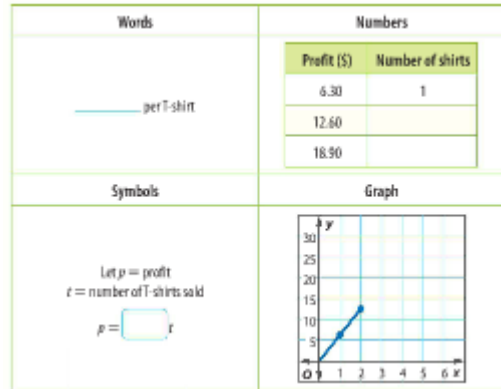 Words
Numbers
Profit ($) Number of shirts
6.30 1
12.60
18.90
per T-shirt
Symbols
Graph
Let p = profit
t = number of T-shirts sold
p = t
y
30
25
20
15
10
5
O 1 2 3 4 5 6 x